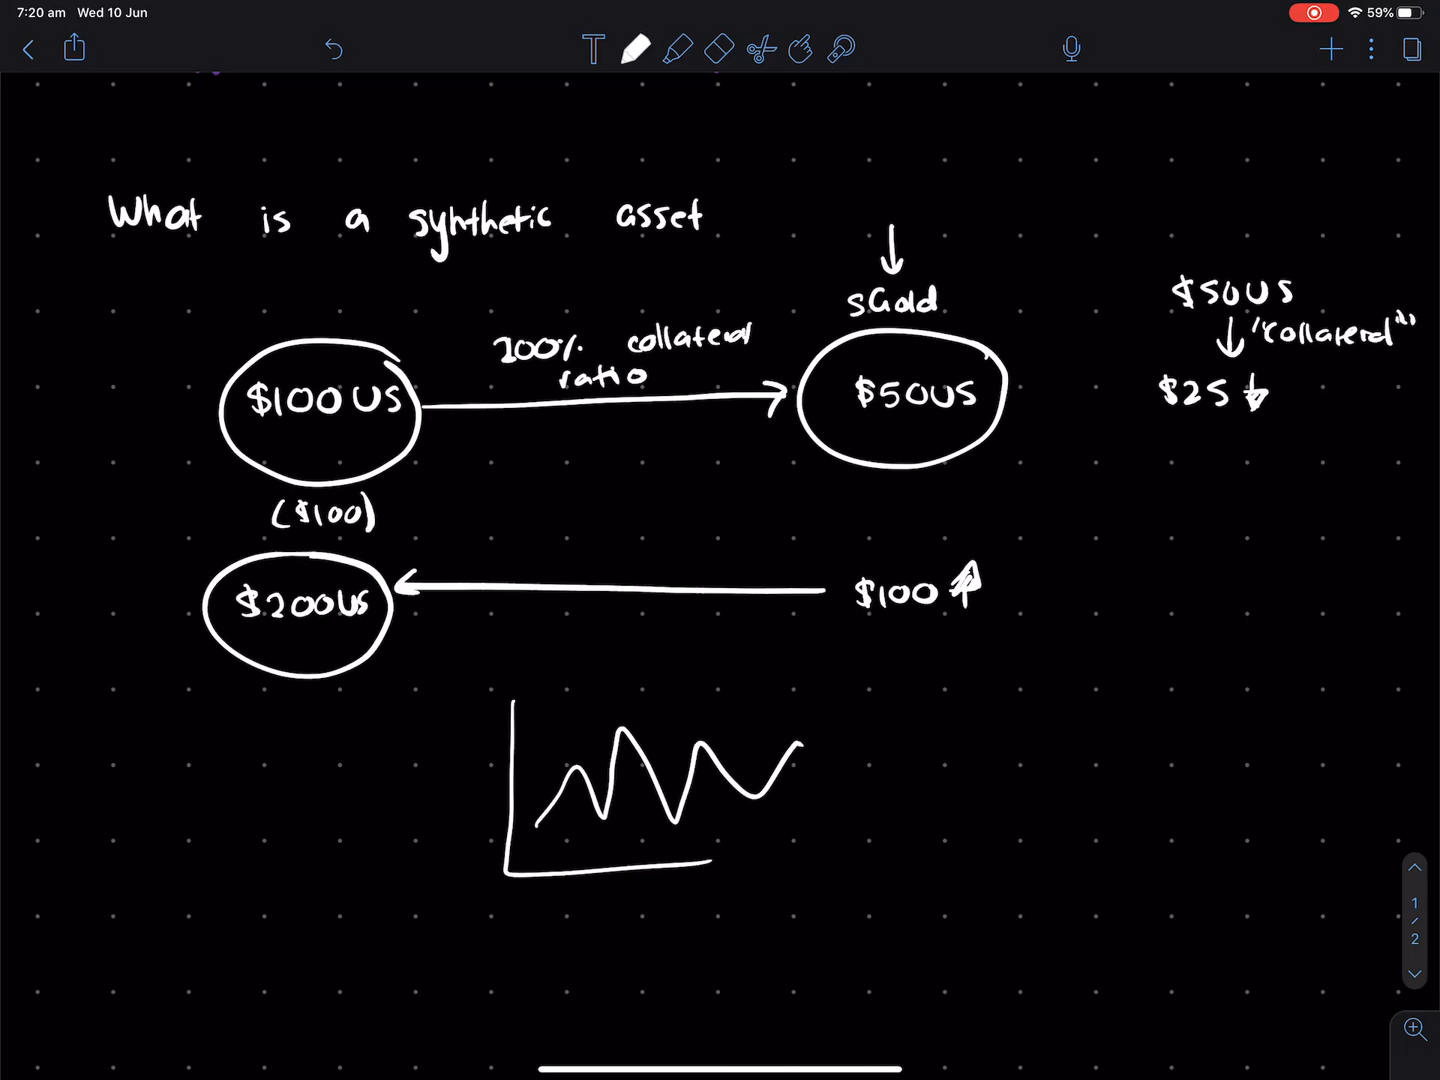 7:20 am Wed 10 Jun
59%
T
What is a synthetic asset
sGold
$50US
"collateral"
200% collateral
ratio
$100US
$50US
$25
($100)
$200US
$100
1
/
2